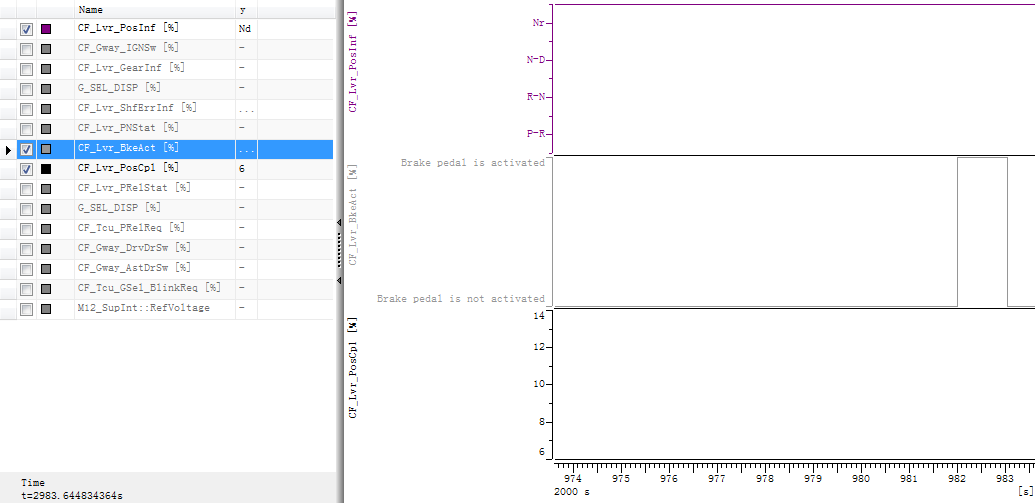 Name y
CF_Lvr_PosInf [%] Nd
CF_Gway_IGNSw [%] -
CF_Lvr_GearInf [%] -
G_SEL_DISP [%] -
CF_Lvr_ShfErrInf [%] ...
CF_Lvr_PNStat [%] -
CF_Lvr_BkeAct [%] ...
CF_Lvr_PosCpl [%] 6
CF_Lvr_PRelStat [%] -
G_SEL_DISP [%] -
CF_Tcu_PRelReq [%] -
CF_Gway_DrvDrSw [%] -
CF_Gway_AstDrSw [%] -
CF_Tcu_GSel_BlinkReq [%] -
M12_SupInt::RefVoltage -
Time
t=2983.644834364s
CF_Lvr_PosInf [%]
Nr
N-D
R-N
P-R
CF_Lvr_BkeAct [%]
Brake pedal is activated
Brake pedal is not activated
CF_Lvr_PosCpl [%]
14
12
10
8
6
974 975 976 977 978 979 980 981 982 983
2000 s [s]